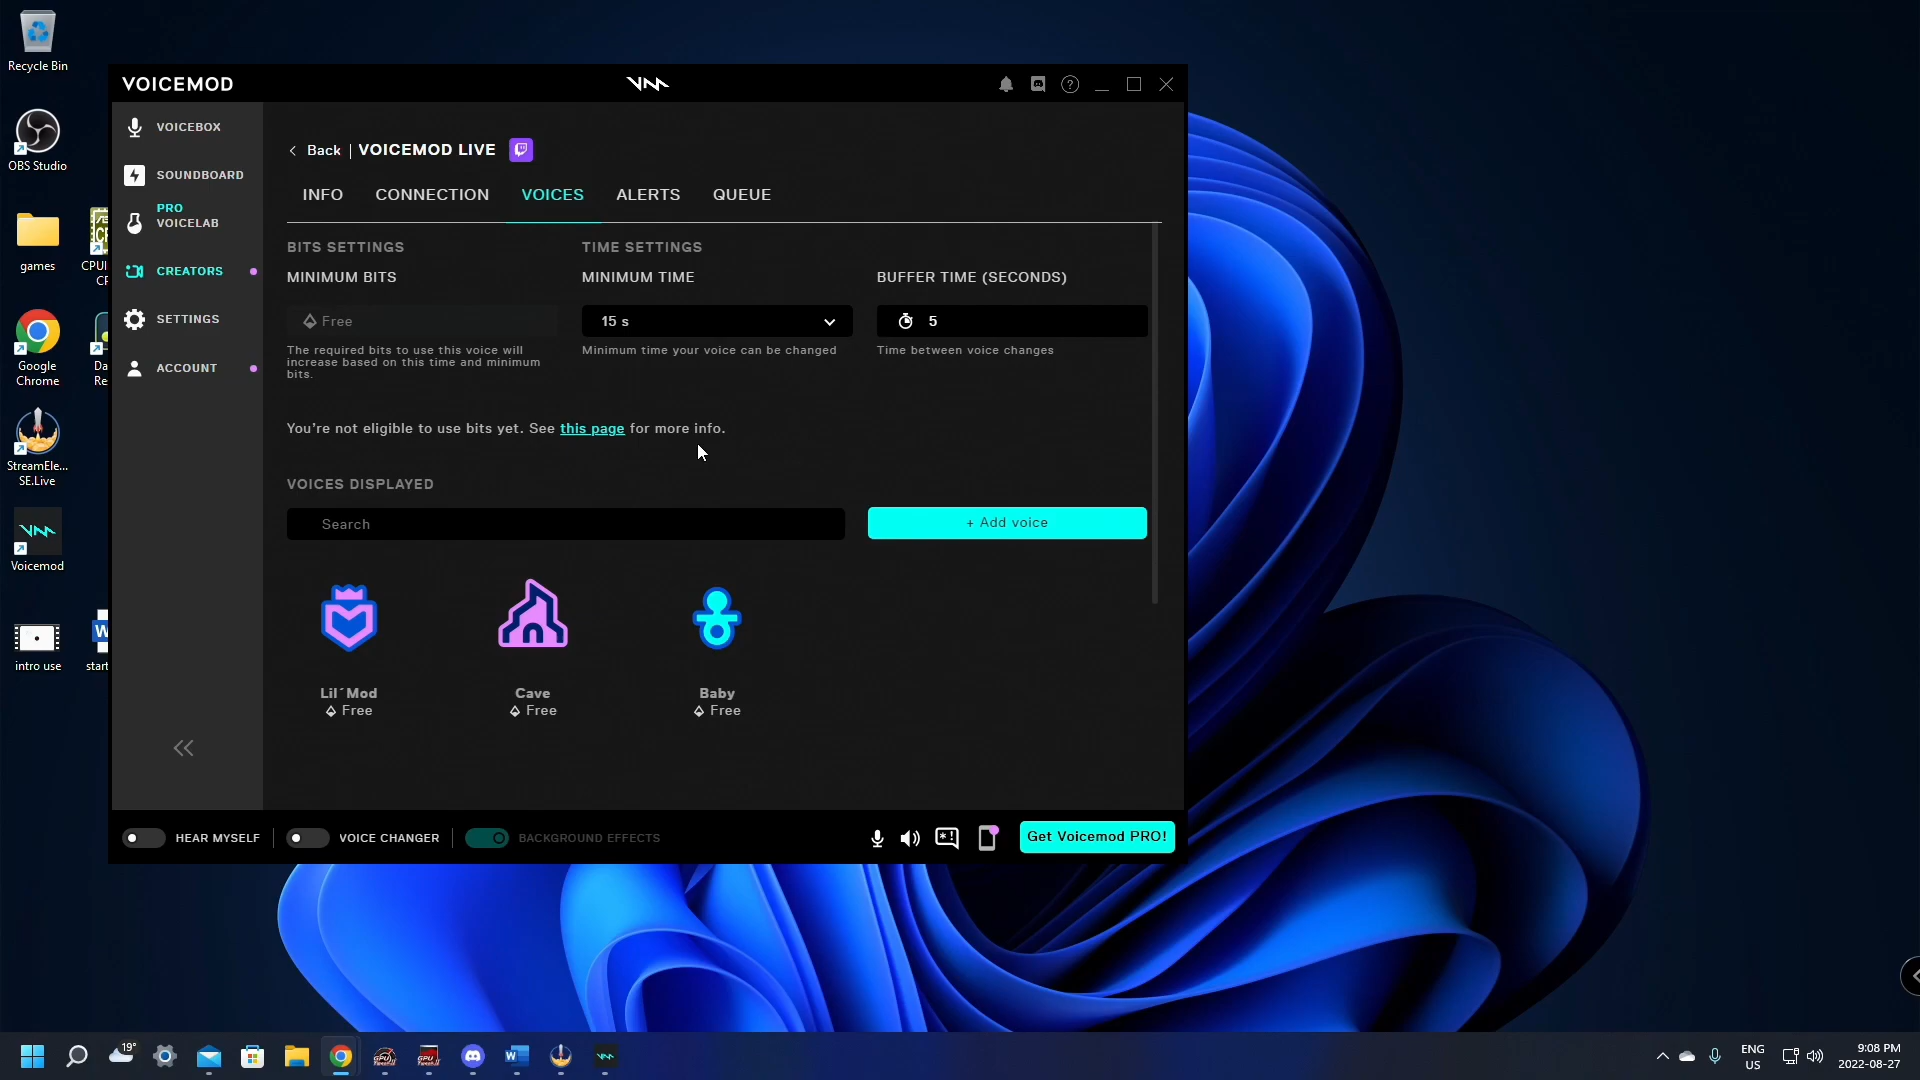 Recycle Bin
OBS Studio
games
CPUI
CF
Google
Chrome
Da
Re
StreamEle...
SE.Live
Voicemod
intro use
start
VOICEMOD
VOICEBOX
SOUNDBOARD
PRO
VOICELAB
CREATORS
SETTINGS
ACCOUNT
Back | VOICEMOD LIVE
INFO CONNECTION VOICES ALERTS QUEUE
BITS SETTINGS TIME SETTINGS
MINIMUM BITS MINIMUM TIME BUFFER TIME (SECONDS)
Free 15 s 5
The required bits to use this voice will
increase based on this time and minimum
bits.
Minimum time your voice can be changed
Time between voice changes
You're not eligible to use bits yet. See this page for more info.
VOICES DISPLAYED
Search + Add voice
Lil´Mod Cave Baby
Free Free Free
HEAR MYSELF VOICE CHANGER BACKGROUND EFFECTS Get Voicemod PRO!
19°
ENG
US
9:08 PM
2022-08-27